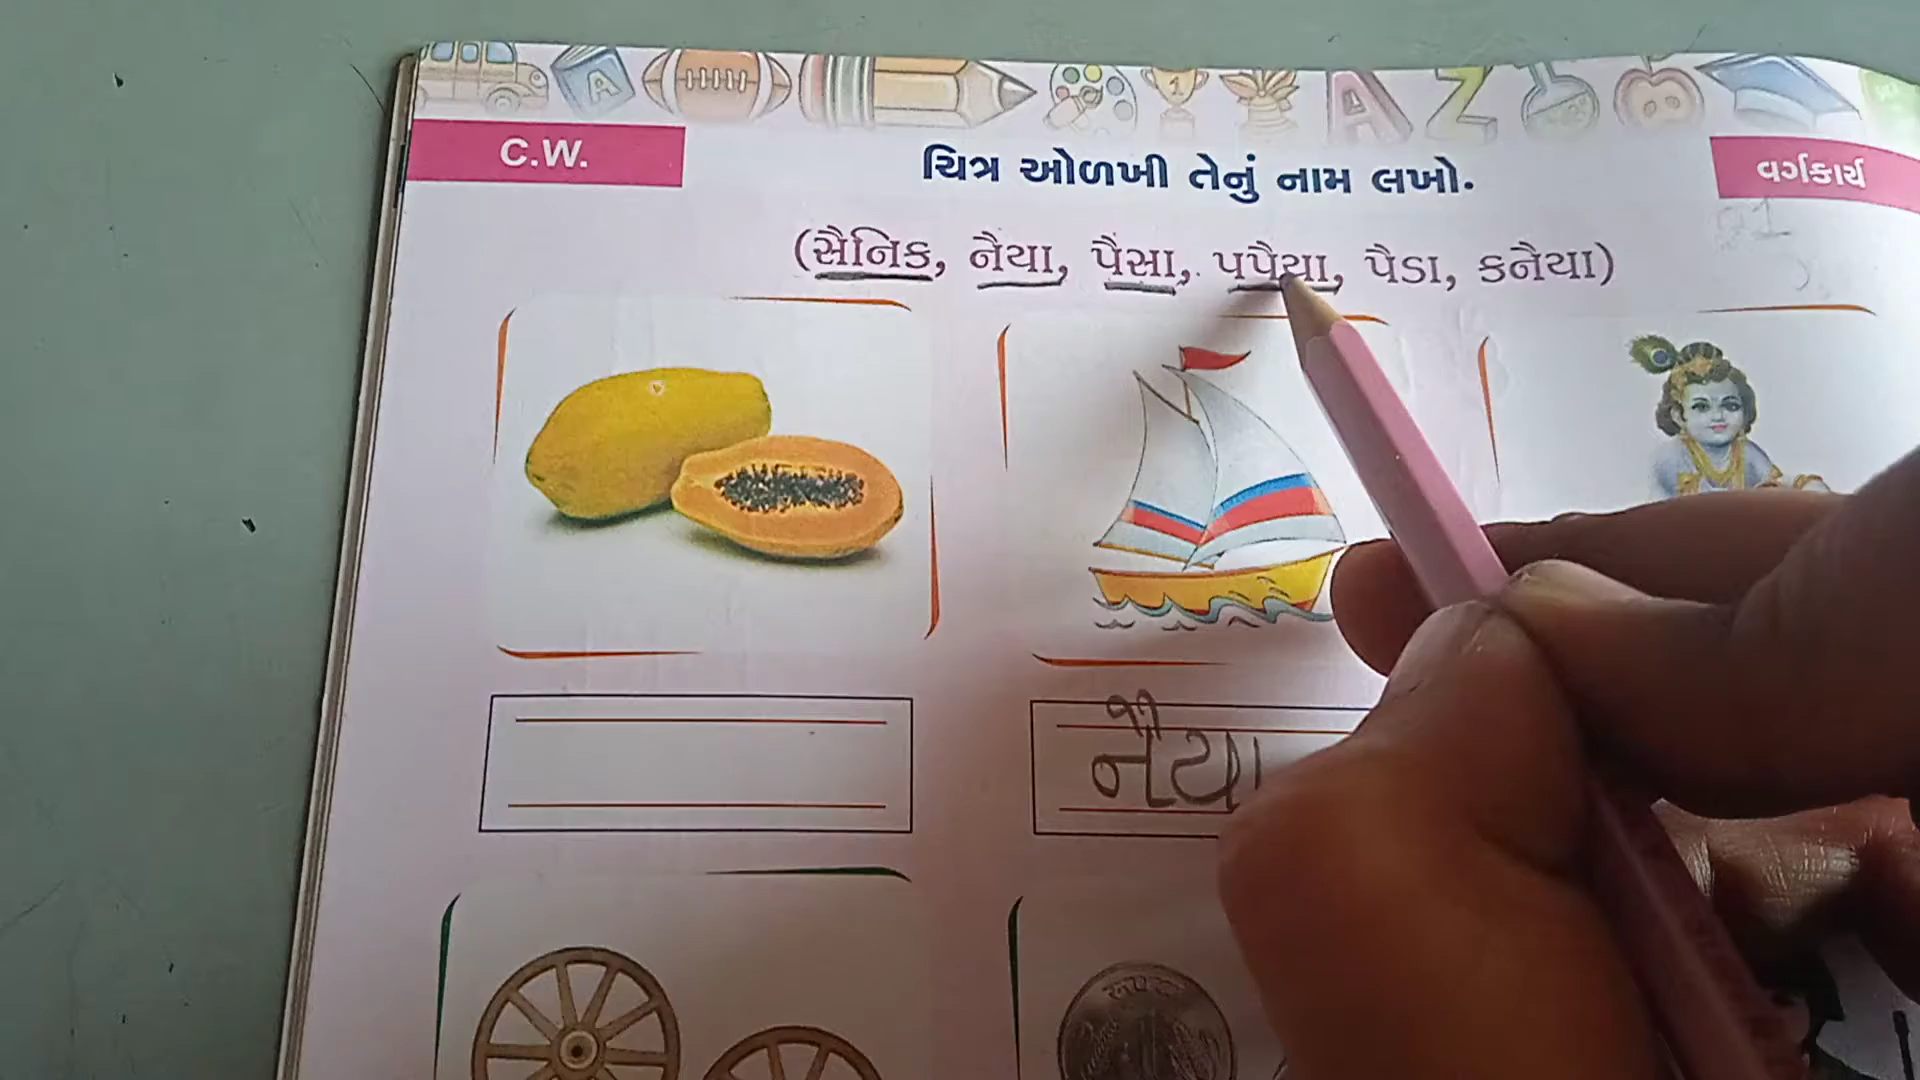 C.W.
ચિત્ર ઓળખી તેનું નામ લખો.
વર્ગકાર્ય
(સૈનિક, નૈયા, પૈસા, પપૈયા, પૈડા, કનૈયા)
નૈયા